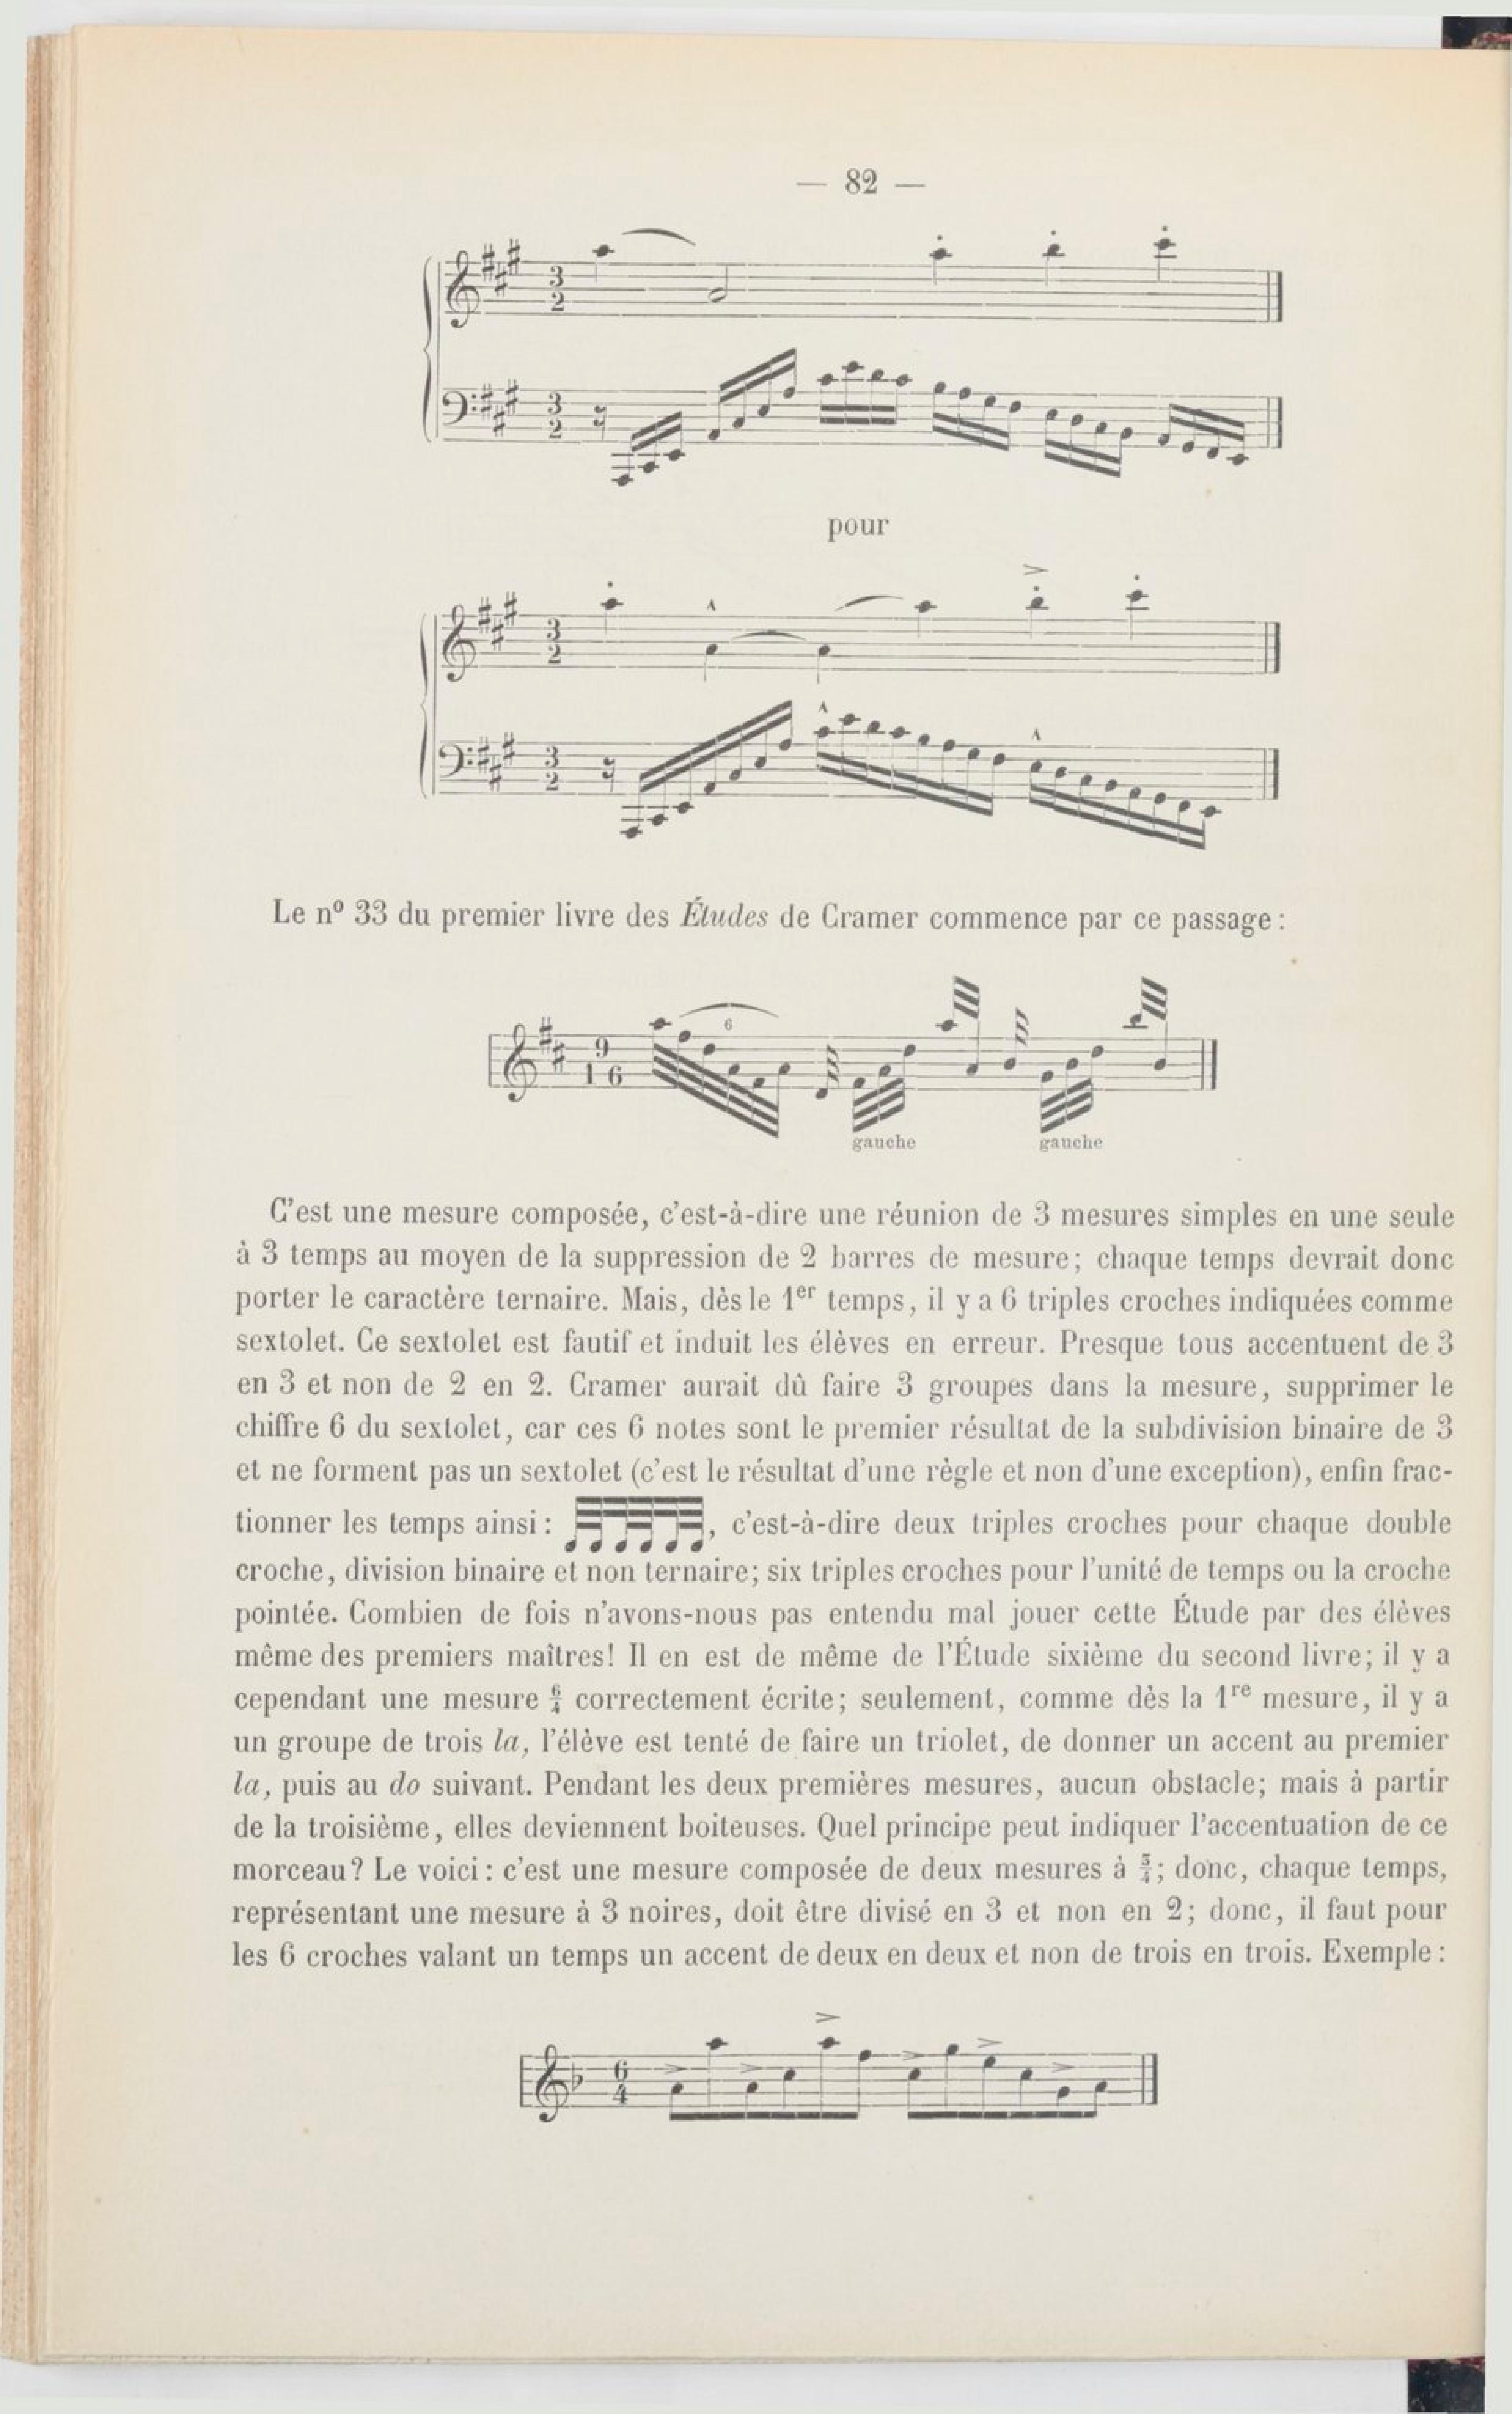 — 82 —
3
2
3
2
pour
3
2
3
2
Le nº 33 du premier livre des Études de Cramer commence par ce passage :
6
9
16
gauche gauche
C'est une mesure composée, c'est-à-dire une réunion de 3 mesures simples en une seule
à 3 temps au moyen de la suppression de 2 barres de mesure; chaque temps devrait donc
porter le caractère ternaire. Mais, dès le 1er temps, il y a 6 triples croches indiquées comme
sextolet. Ce sextolet est fautif et induit les élèves en erreur. Presque tous accentuent de 3
en 3 et non de 2 en 2. Cramer aurait dû faire 3 groupes dans la mesure, supprimer le
chiffre 6 du sextolet, car ces 6 notes sont le premier résultat de la subdivision binaire de 3
et ne forment pas un sextolet (c'est le résultat d'une règle et non d'une exception), enfin frac-
tionner les temps ainsi : , c'est-à-dire deux triples croches pour chaque double
croche, division binaire et non ternaire; six triples croches pour l'unité de temps ou la croche
pointée. Combien de fois n'avons-nous pas entendu mal jouer cette Étude par des élèves
même des premiers maîtres! Il en est de même de l'Étude sixième du second livre; il y a
cependant une mesure 6/4 correctement écrite; seulement, comme dès la 1re mesure, il y a
un groupe de trois la, l'élève est tenté de faire un triolet, de donner un accent au premier
la, puis au do suivant. Pendant les deux premières mesures, aucun obstacle; mais à partir
de la troisième, elles deviennent boiteuses. Quel principe peut indiquer l'accentuation de ce
morceau? Le voici : c'est une mesure composée de deux mesures à 3/4; donc, chaque temps,
représentant une mesure à 3 noires, doit être divisé en 3 et non en 2; donc, il faut pour
les 6 croches valant un temps un accent de deux en deux et non de trois en trois. Exemple :
6
4